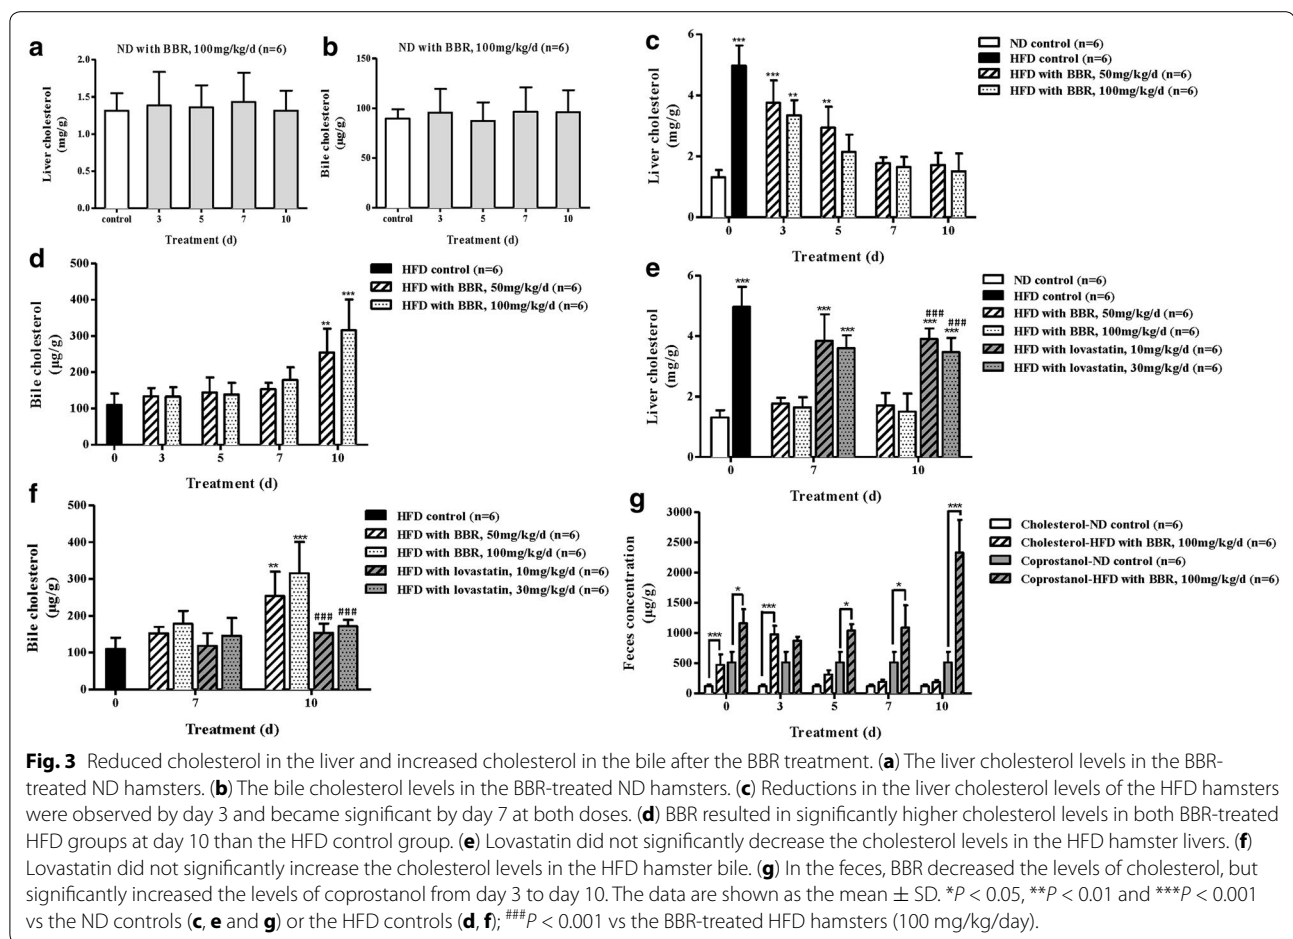 a
ND with BBR, 100mg/kg/d (n=6)
Liver cholesterol
(mg/g)
2.0
1.5
1.0
0.5
0.0
control 3 5 7 10
Treatment (d)
b
ND with BBR, 100mg/kg/d (n=6)
Bile cholesterol
(µg/g)
150
100
50
0
control 3 5 7 10
Treatment (d)
c
Liver cholesterol
(mg/g)
6
4
2
0
*** *** ** **
0 3 5 7 10
Treatment (d)
ND control (n=6)
HFD control (n=6)
HFD with BBR, 50mg/kg/d (n=6)
HFD with BBR, 100mg/kg/d (n=6)
d
Bile cholesterol
(µg/g)
500
400
300
200
100
0
** ***
0 3 5 7 10
Treatment (d)
HFD control (n=6)
HFD with BBR, 50mg/kg/d (n=6)
HFD with BBR, 100mg/kg/d (n=6)
e
Liver cholesterol
(mg/g)
6
4
2
0
*** *** *** ### *** ### ***
0 7 10
Treatment (d)
ND control (n=6)
HFD control (n=6)
HFD with BBR, 50mg/kg/d (n=6)
HFD with BBR, 100mg/kg/d (n=6)
HFD with lovastatin, 10mg/kg/d (n=6)
HFD with lovastatin, 30mg/kg/d (n=6)
f
Bile cholesterol
(µg/g)
500
400
300
200
100
0
** *** ### ###
0 7 10
Treatment (d)
HFD control (n=6)
HFD with BBR, 50mg/kg/d (n=6)
HFD with BBR, 100mg/kg/d (n=6)
HFD with lovastatin, 10mg/kg/d (n=6)
HFD with lovastatin, 30mg/kg/d (n=6)
g
Feces concentration
(µg/g)
3000
2500
2000
1500
1000
500
0
*** * *** * * ***
0 3 5 7 10
Treatment (d)
Cholesterol-ND control (n=6)
Cholesterol-HFD with BBR, 100mg/kg/d (n=6)
Coprostanol-ND control (n=6)
Coprostanol-HFD with BBR, 100mg/kg/d (n=6)
Fig. 3 Reduced cholesterol in the liver and increased cholesterol in the bile after the BBR treatment. (a) The liver cholesterol levels in the BBR-
treated ND hamsters. (b) The bile cholesterol levels in the BBR-treated ND hamsters. (c) Reductions in the liver cholesterol levels of the HFD hamsters
were observed by day 3 and became significant by day 7 at both doses. (d) BBR resulted in significantly higher cholesterol levels in both BBR-treated
HFD groups at day 10 than the HFD control group. (e) Lovastatin did not significantly decrease the cholesterol levels in the HFD hamster livers. (f)
Lovastatin did not significantly increase the cholesterol levels in the HFD hamster bile. (g) In the feces, BBR decreased the levels of cholesterol, but
significantly increased the levels of coprostanol from day 3 to day 10. The data are shown as the mean ± SD. *P < 0.05, **P < 0.01 and ***P < 0.001
vs the ND controls (c, e and g) or the HFD controls (d, f); ###P < 0.001 vs the BBR-treated HFD hamsters (100 mg/kg/day).